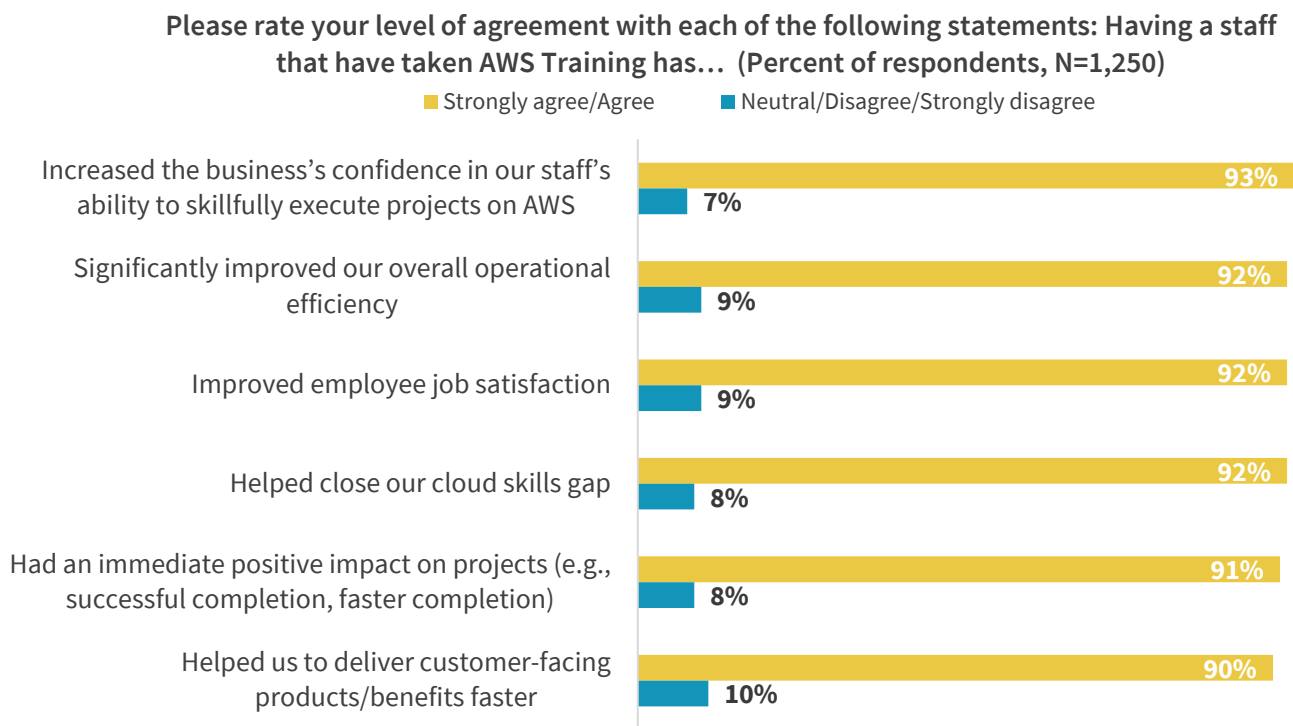 Please rate your level of agreement with each of the following statements: Having a staff
that have taken AWS Training has… (Percent of respondents, N=1,250)
Strongly agree/Agree Neutral/Disagree/Strongly disagree
Increased the business’s confidence in our staff’s
ability to skillfully execute projects on AWS
93%
7%
Significantly improved our overall operational
efficiency
92%
9%
Improved employee job satisfaction
92%
9%
Helped close our cloud skills gap
92%
8%
Had an immediate positive impact on projects (e.g.,
successful completion, faster completion)
91%
8%
Helped us to deliver customer-facing
products/benefits faster
90%
10%